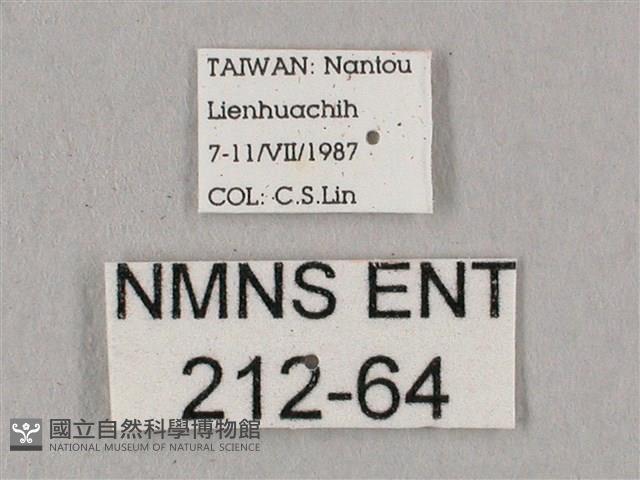 TAIWAN: Nantou
Lienhuachih
7-11/VII/1987
COL: C.S.Lin
NMNS ENT
212-64
國立自然科學博物館
NATIONAL MUSEUM OF NATURAL SCIENCE